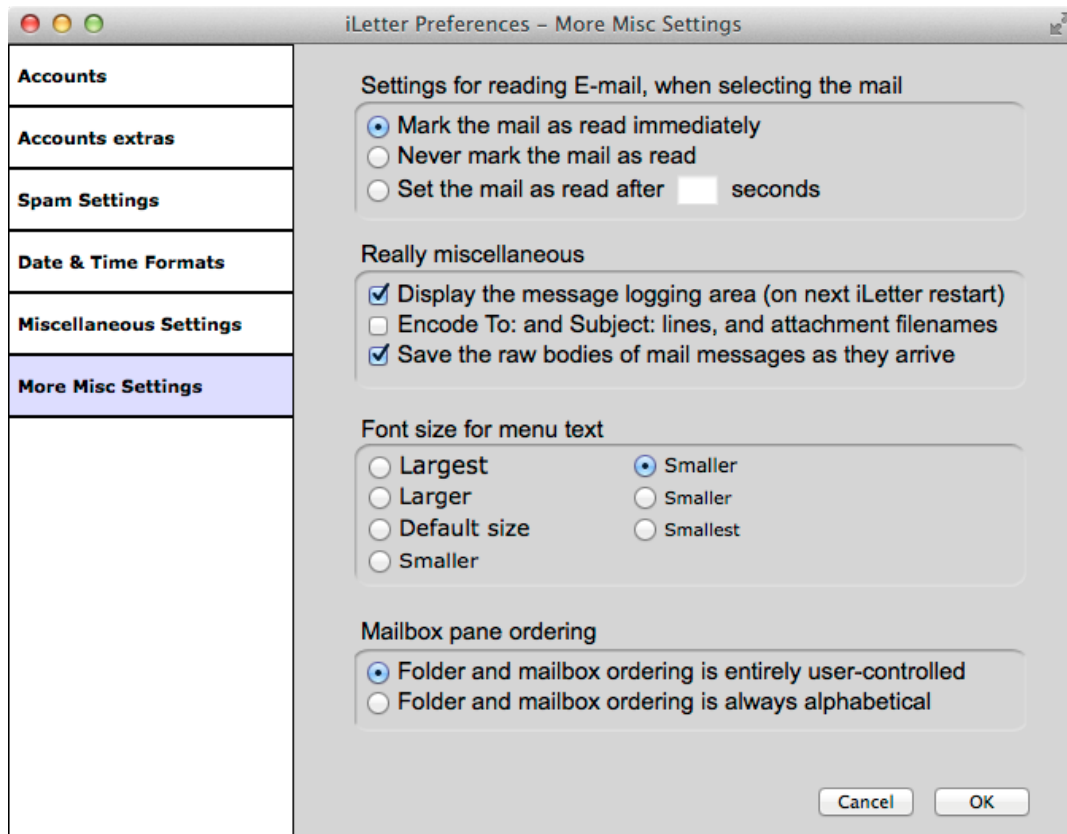 iLetter Preferences – More Misc Settings
Accounts
Accounts extras
Spam Settings
Date & Time Formats
Miscellaneous Settings
More Misc Settings
Settings for reading E-mail, when selecting the mail
Mark the mail as read immediately
Never mark the mail as read
Set the mail as read after seconds
Really miscellaneous
Display the message logging area (on next iLetter restart)
Encode To: and Subject: lines, and attachment filenames
Save the raw bodies of mail messages as they arrive
Font size for menu text
Largest
Larger
Default size
Smaller
Smaller
Smaller
Smallest
Mailbox pane ordering
Folder and mailbox ordering is entirely user-controlled
Folder and mailbox ordering is always alphabetical
Cancel OK